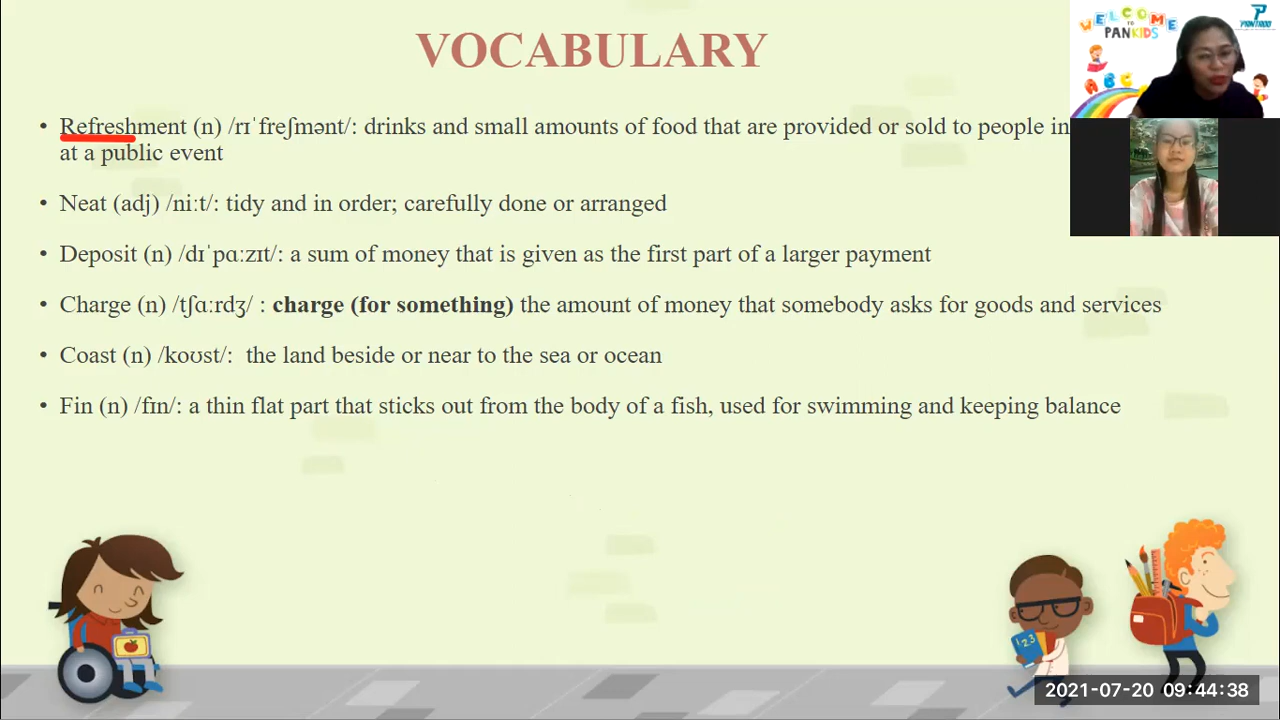 VOCABULARY
WELCOME
TO
PANKIDS
ABC
• Refreshment (n) /rɪˈfreʃmənt/: drinks and small amounts of food that are provided or sold to people in
at a public event
• Neat (adj) /niːt/: tidy and in order; carefully done or arranged
• Deposit (n) /dɪˈpɑːzɪt/: a sum of money that is given as the first part of a larger payment
• Charge (n) /tʃɑːrdʒ/ : charge (for something) the amount of money that somebody asks for goods and services
• Coast (n) /koʊst/: the land beside or near to the sea or ocean
• Fin (n) /fɪn/: a thin flat part that sticks out from the body of a fish, used for swimming and keeping balance
123
2021-07-20 09:44:38